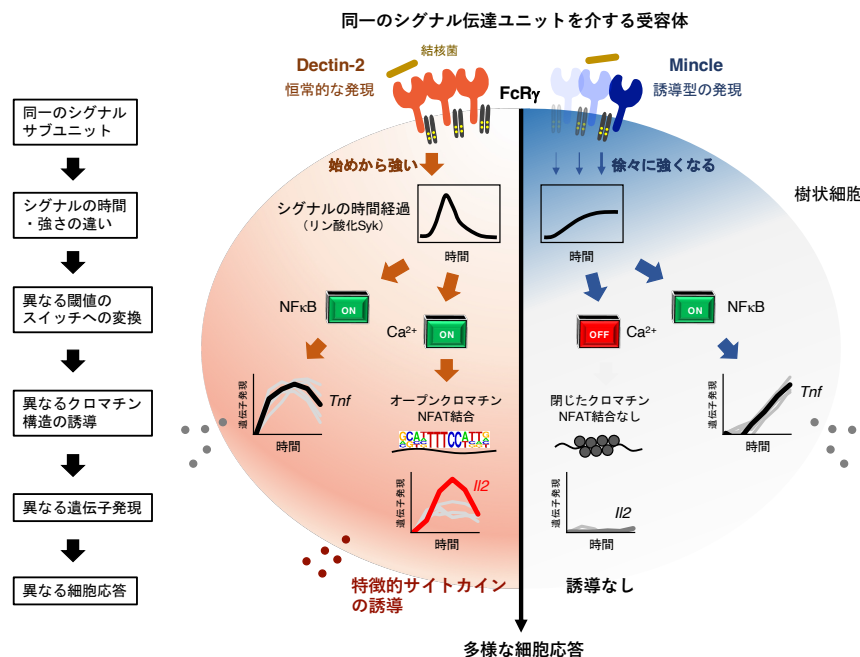 同一のシグナル伝達ユニットを介する受容体
結核菌
Dectin-2
恒常的な発現
FcRγ
Mincle
誘導型の発現
同一のシグナル
サブユニット
シグナルの時間
・強さの違い
異なる閾値の
スイッチへの変換
異なるクロマチン
構造の誘導
異なる遺伝子発現
異なる細胞応答
始めから強い
徐々に強くなる
樹状細胞
シグナルの時間経過
(リン酸化Syk)
時間
時間
NFκB
ON
Ca²⁺
ON
OFF
Ca²⁺
ON
NFκB
遺伝子発現
Tnf
時間
オープンクロマチン
NFAT結合
TTTCC
遺伝子発現
Il2
時間
閉じたクロマチン
NFAT結合なし
遺伝子発現
Il2
時間
遺伝子発現
Tnf
時間
特徴的サイトカイン
の誘導
誘導なし
多様な細胞応答